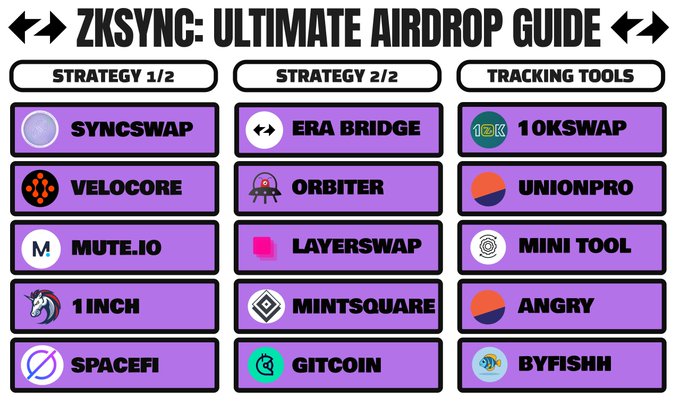 ZKSYNC: ULTIMATE AIRDROP GUIDE
STRATEGY 1/2
SYNCSWAP
VELOCORE
M.
MUTE.IO
1INCH
SPACEFI
STRATEGY 2/2
ERA BRIDGE
ORBITER
LAYERSWAP
MINTSQUARE
GITCOIN
TRACKING TOOLS
10K
10KSWAP
UNIONPRO
MINI TOOL
ANGRY
BYFISHH